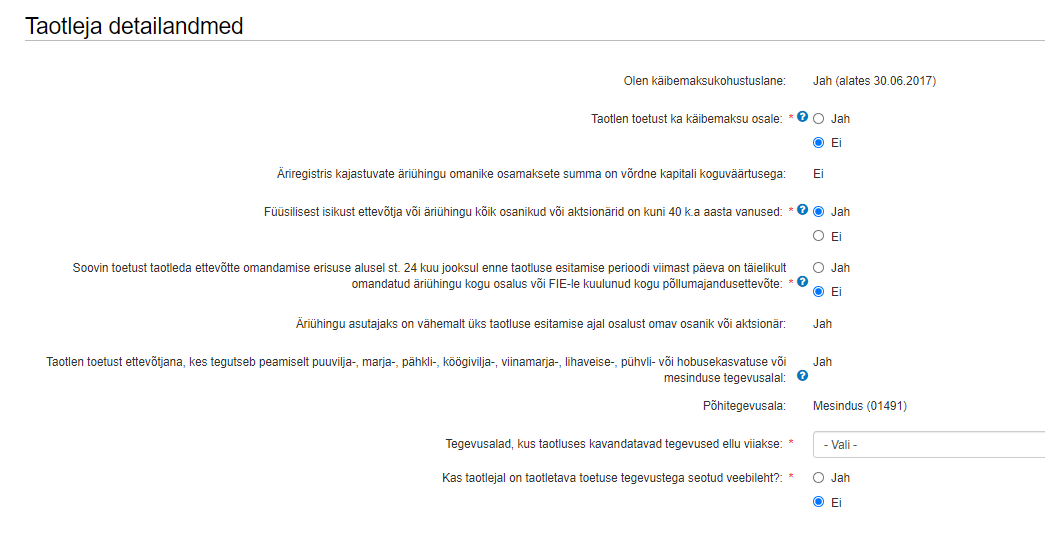 Taotleja detailandmed
Olen käibemaksukohustuslane: Jah (alates 30.06.2017)
Taotlen toetust ka käibemaksu osale: * ? Jah
Ei
Äriregistris kajastuvate äriühingu omanike osamaksete summa on võrdne kapitali koguväärtusega: Ei
Füüsilisest isikust ettevõtja või äriühingu kõik osanikud või aktsionärid on kuni 40 k.a aasta vanused: * ? Jah
Ei
Soovin toetust taotleda ettevõtte omandamise erisuse alusel st. 24 kuu jooksul enne taotluse esitamise perioodi viimast päeva on täielikult Jah
omandatud äriühingu kogu osalus või FIE-le kuulunud kogu põllumajandusettevõte: * ? Ei
Äriühingu asutajaks on vähemalt üks taotluse esitamise ajal osalust omav osanik või aktsionär: Jah
Taotlen toetust ettevõtjana, kes tegutseb peamiselt puuvilja-, marja-, pähkli-, köögivilja-, viinamarja-, lihaveise-, pühvli- või hobusekasvatuse või Jah
mesinduse tegevusalal: ?
Põhitegevusala: Mesindus (01491)
Tegevusalad, kus taotluses kavandatavad tegevused ellu viiakse: * - Vali -
Kas taotlejal on taotletava toetuse tegevustega seotud veebileht?: * Jah
Ei